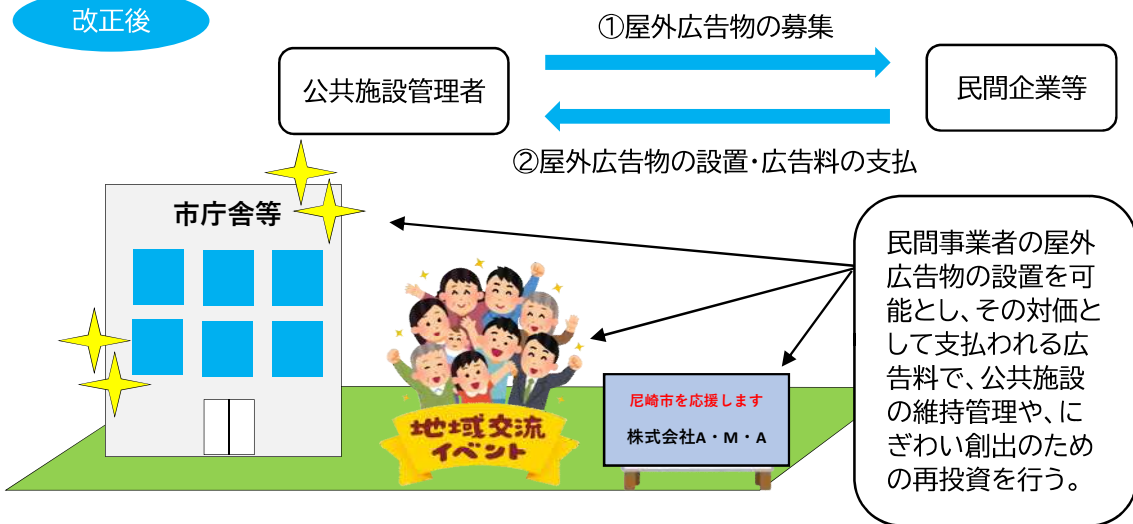 改正後
①屋外広告物の募集
公共施設管理者
民間企業等
②屋外広告物の設置・広告料の支払
市庁舎等
民間事業者の屋外
広告物の設置を可
能とし、その対価と
して支払われる広
告料で、公共施設
の維持管理や、に
ぎわい創出のため
の再投資を行う。
地域交流
イベント
尼崎市を応援します
株式会社A・M・A